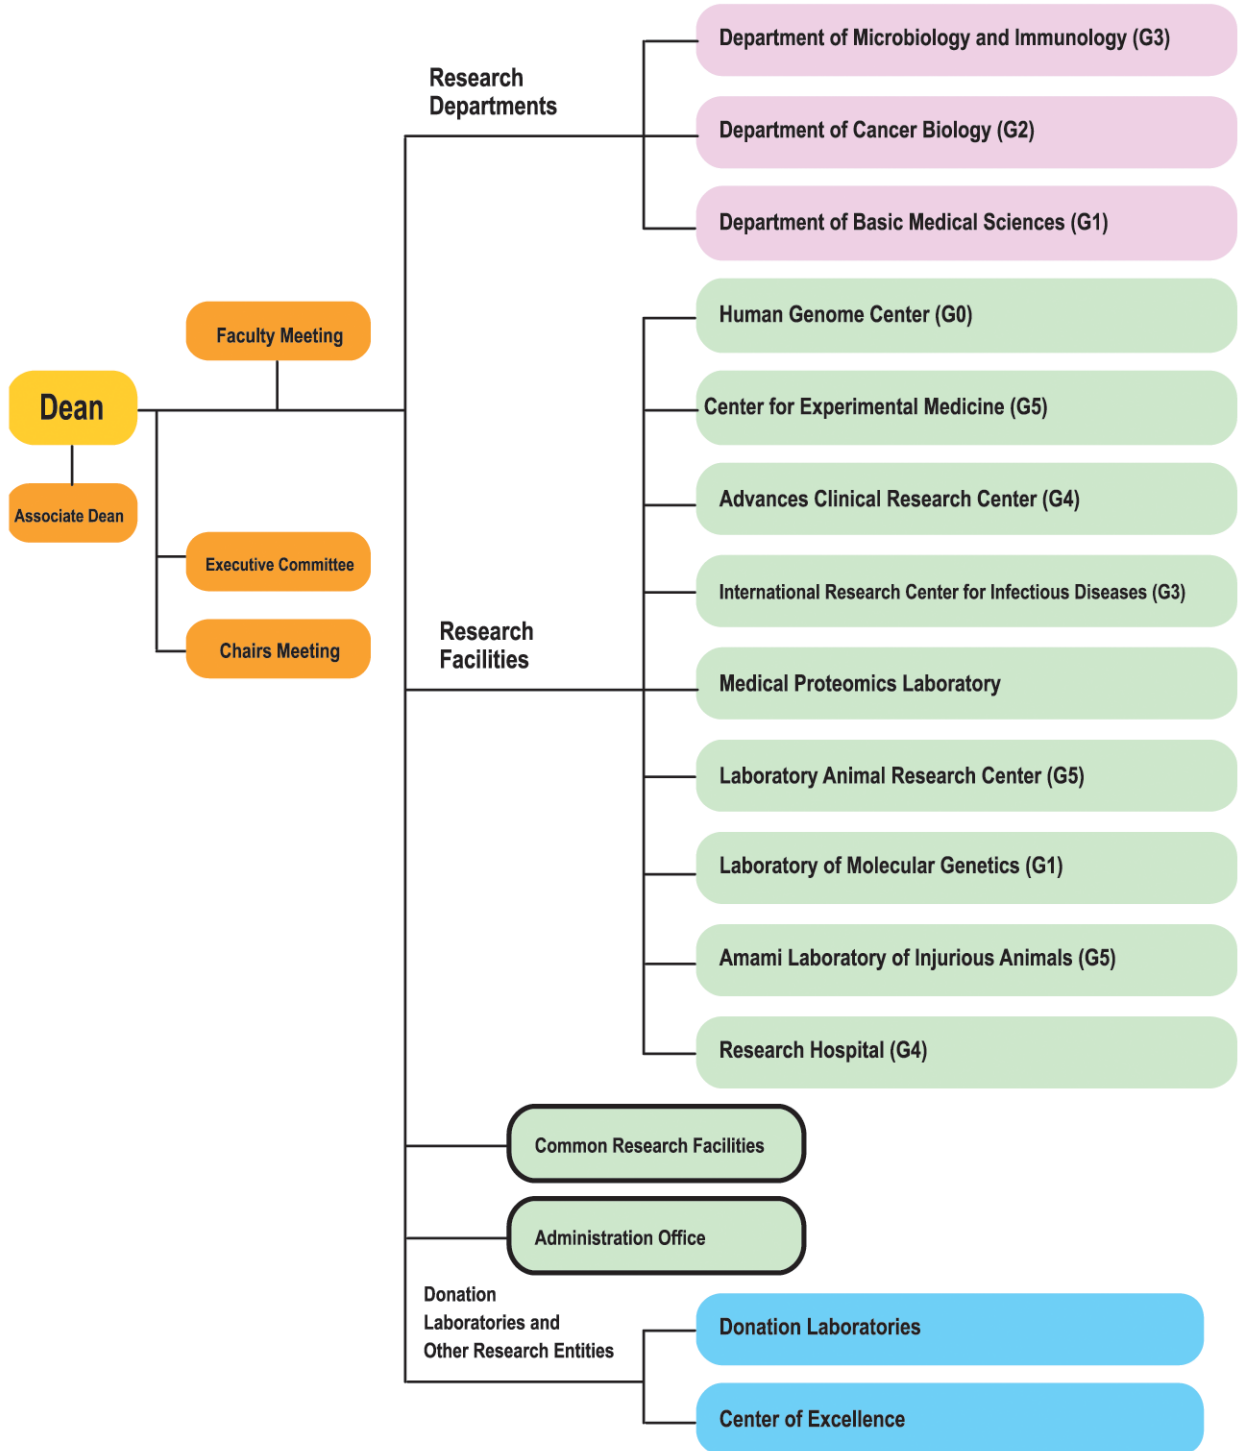 Research
Departments
Department of Microbiology and Immunology (G3)
Department of Cancer Biology (G2)
Department of Basic Medical Sciences (G1)
Faculty Meeting
Dean
Associate Dean
Executive Committee
Chairs Meeting
Research
Facilities
Human Genome Center (G0)
Center for Experimental Medicine (G5)
Advances Clinical Research Center (G4)
International Research Center for Infectious Diseases (G3)
Medical Proteomics Laboratory
Laboratory Animal Research Center (G5)
Laboratory of Molecular Genetics (G1)
Amami Laboratory of Injurious Animals (G5)
Research Hospital (G4)
Common Research Facilities
Administration Office
Donation
Laboratories and
Other Research Entities
Donation Laboratories
Center of Excellence